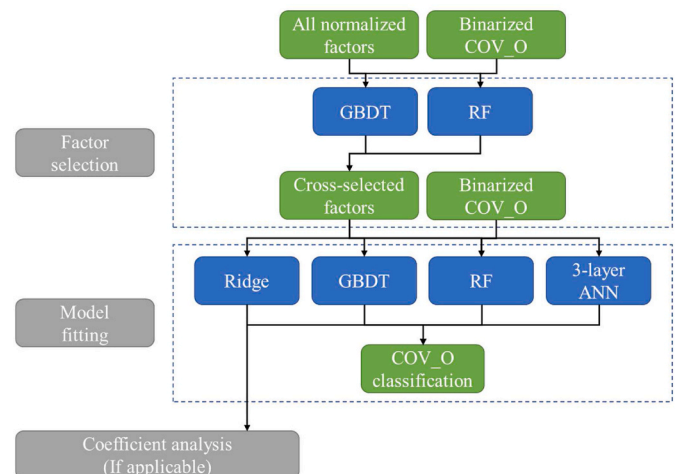 All normalized
factors
Binarized
COV_O
GBDT
RF
Factor
selection
Cross-selected
factors
Binarized
COV_O
Ridge
GBDT
RF
3-layer
ANN
Model
fitting
COV_O
classification
Coefficient analysis
(If applicable)